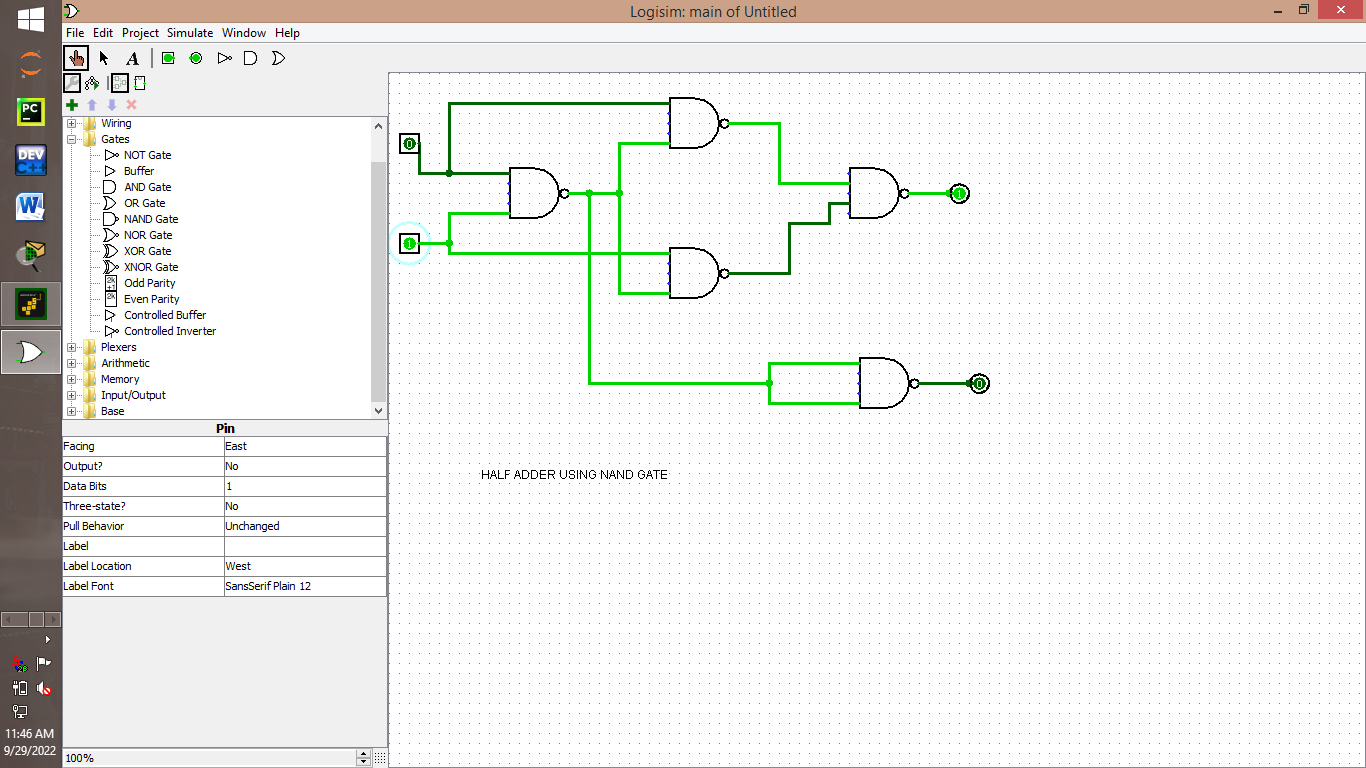 Logisim: main of Untitled
File Edit Project Simulate Window Help
A
PC
DEV
C++
W
Wiring
Gates
NOT Gate
Buffer
AND Gate
OR Gate
NAND Gate
NOR Gate
XOR Gate
XNOR Gate
Odd Parity
Even Parity
Controlled Buffer
Controlled Inverter
Plexers
Arithmetic
Memory
Input/Output
Base
Pin
Facing East
Output? No
Data Bits 1
Three-state? No
Pull Behavior Unchanged
Label
Label Location West
Label Font SansSerif Plain 12
100%
0
1
1
0
HALF ADDER USING NAND GATE
11:46 AM
9/29/2022